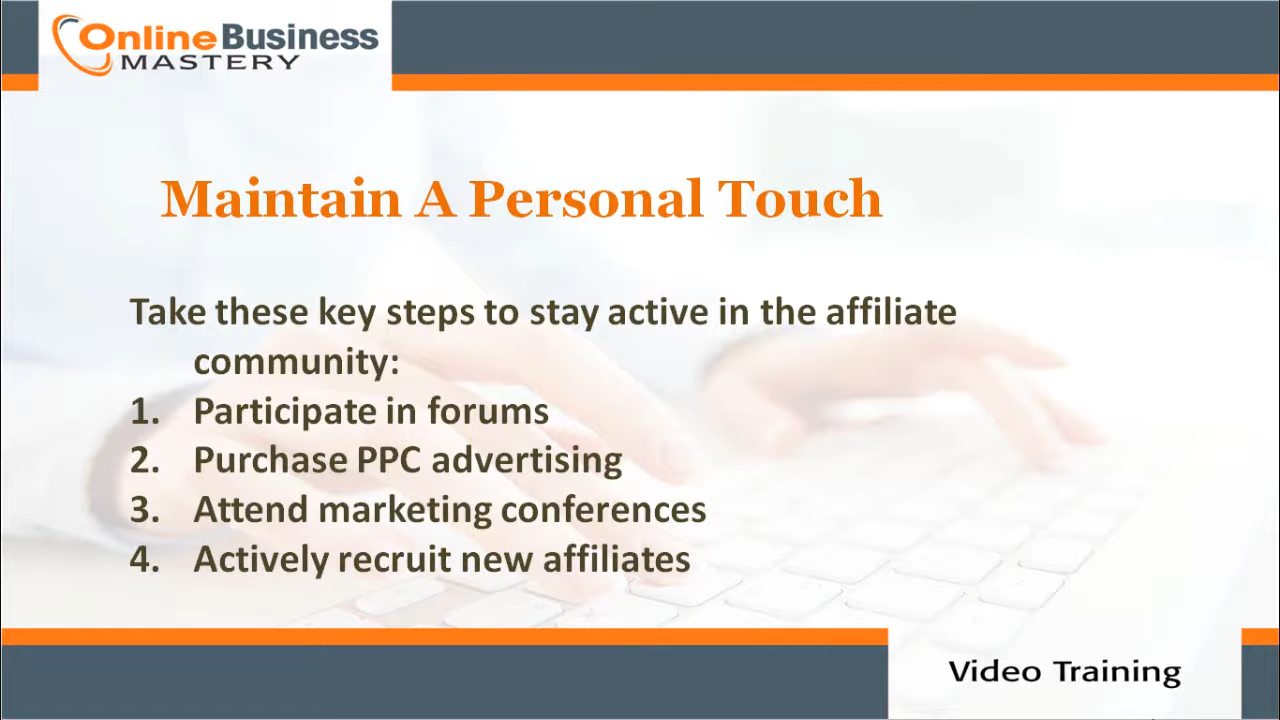 Online Business
MASTERY
Maintain A Personal Touch
Take these key steps to stay active in the affiliate
community:
1. Participate in forums
2. Purchase PPC advertising
3. Attend marketing conferences
4. Actively recruit new affiliates
Video Training